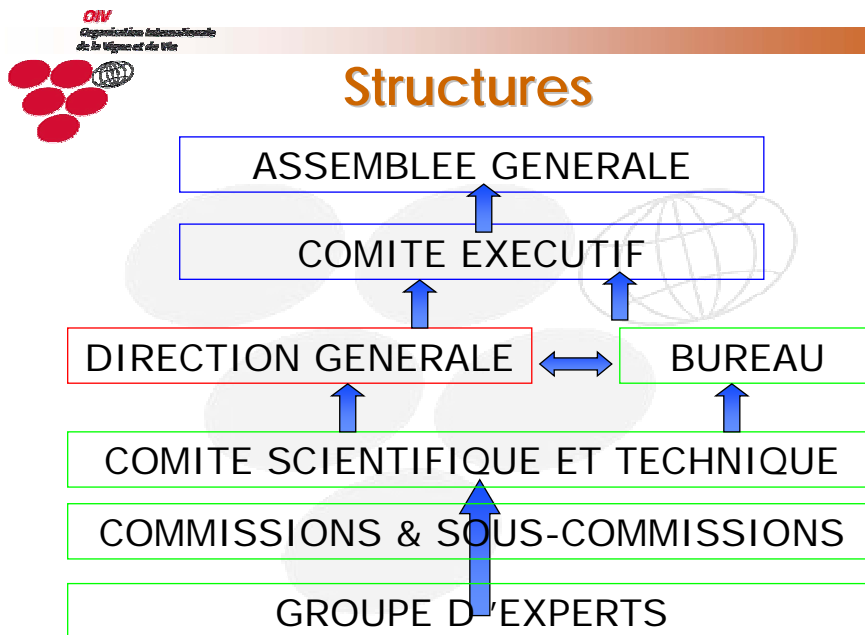 OIV
Organisation Internationale
de la Vigne et du Vin
Structures
ASSEMBLEE GENERALE
COMITE EXECUTIF
DIRECTION GENERALE
BUREAU
COMITE SCIENTIFIQUE ET TECHNIQUE
COMMISSIONS & SOUS-COMMISSIONS
GROUPE D 'EXPERTS